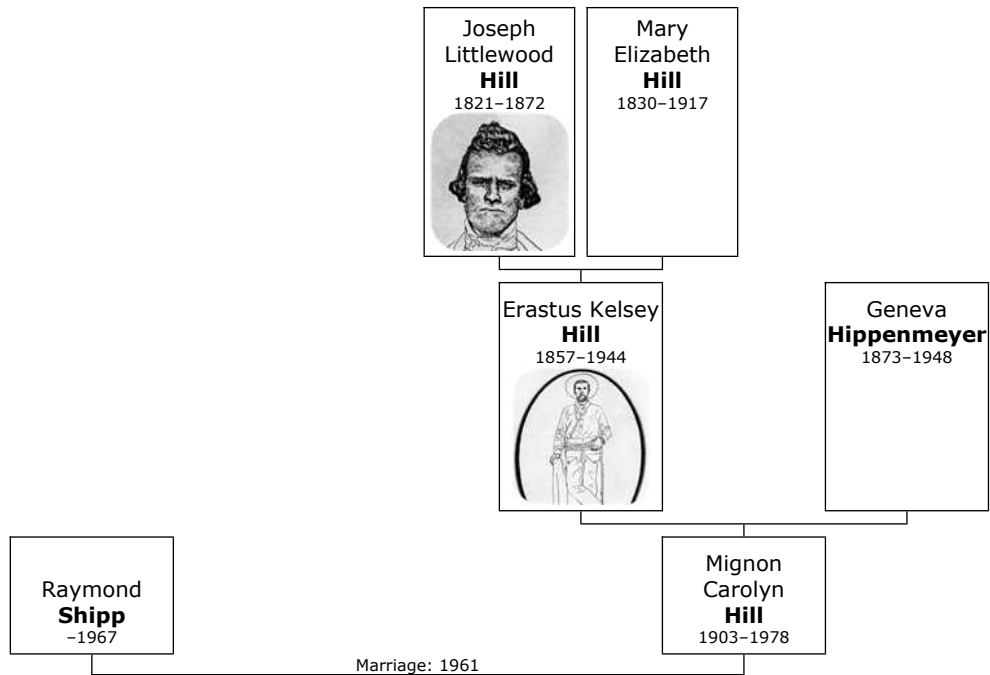 Joseph
Littlewood
Hill
1821–1872
Mary
Elizabeth
Hill
1830–1917
Erastus Kelsey
Hill
1857–1944
Geneva
Hippenmeyer
1873–1948
Raymond
Shipp
–1967
Mignon
Carolyn
Hill
1903–1978
Marriage: 1961